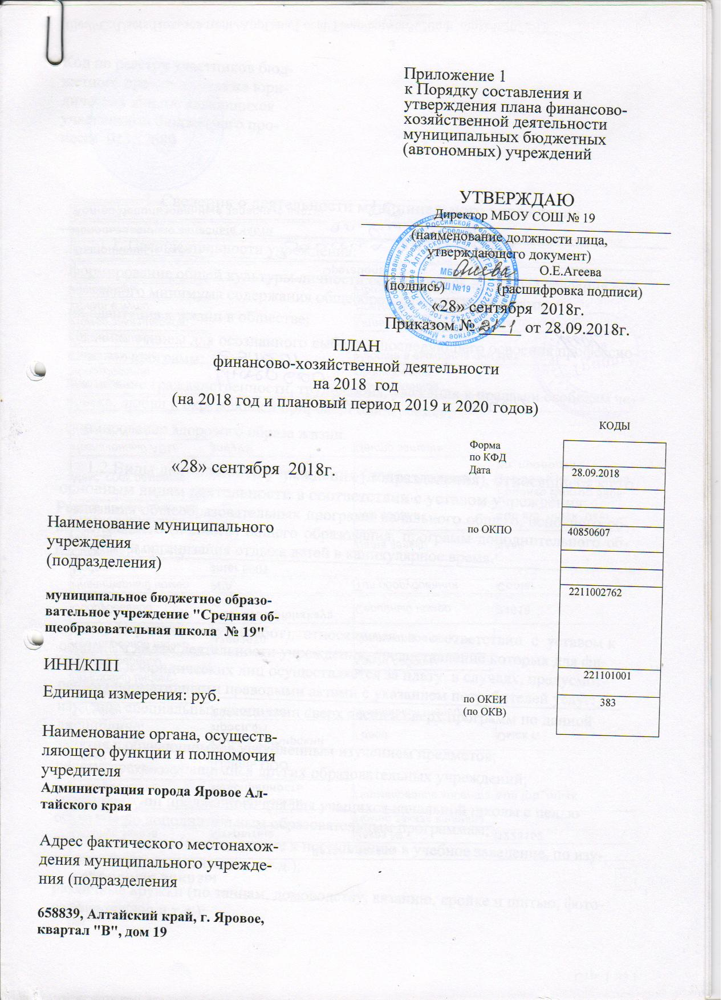 Приложение 1
к Порядку составления и
утверждения плана финансово-
хозяйственной деятельности
муниципальных бюджетных
(автономных) учреждений
УТВЕРЖДАЮ
Директор МБОУ СОШ № 19
(наименование должности лица,
утверждающего документ)
О.Е.Агеева
(подпись) (расшифровка подписи)
МБОУ
СОШ №19
«28» сентября 2018г.
Приказом № от 28.09.2018г.
ПЛАН
финансово-хозяйственной деятельности
на 2018 год
(на 2018 год и плановый период 2019 и 2020 годов)
КОДЫ
Форма
по КФД
«28» сентября 2018г.
Дата 28.09.2018
Наименование муниципального
учреждения
(подразделения)
по ОКПО 40850607
муниципальное бюджетное образо-
вательное учреждение "Средняя об-
щеобразовательная школа № 19"
2211002762
ИНН/КПП
221101001
Единица измерения: руб.
по ОКЕИ 383
(по ОКВ)
Наименование органа, осуществ-
ляющего функции и полномочия
учредителя
Администрация города Яровое Ал-
тайского края
Адрес фактического местонахож-
дения муниципального учрежде-
ния (подразделения
658839, Алтайский край, г. Яровое,
квартал "В", дом 19